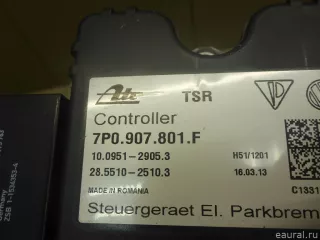 Ate TSR
Controller
7P0.907.801.F
10.0951-2905.3 H51/1201
28.5510-2510.3 16.03.13
MADE IN ROMANIA C1331
Steuergeraet El. Parkbrem
eaural.ru